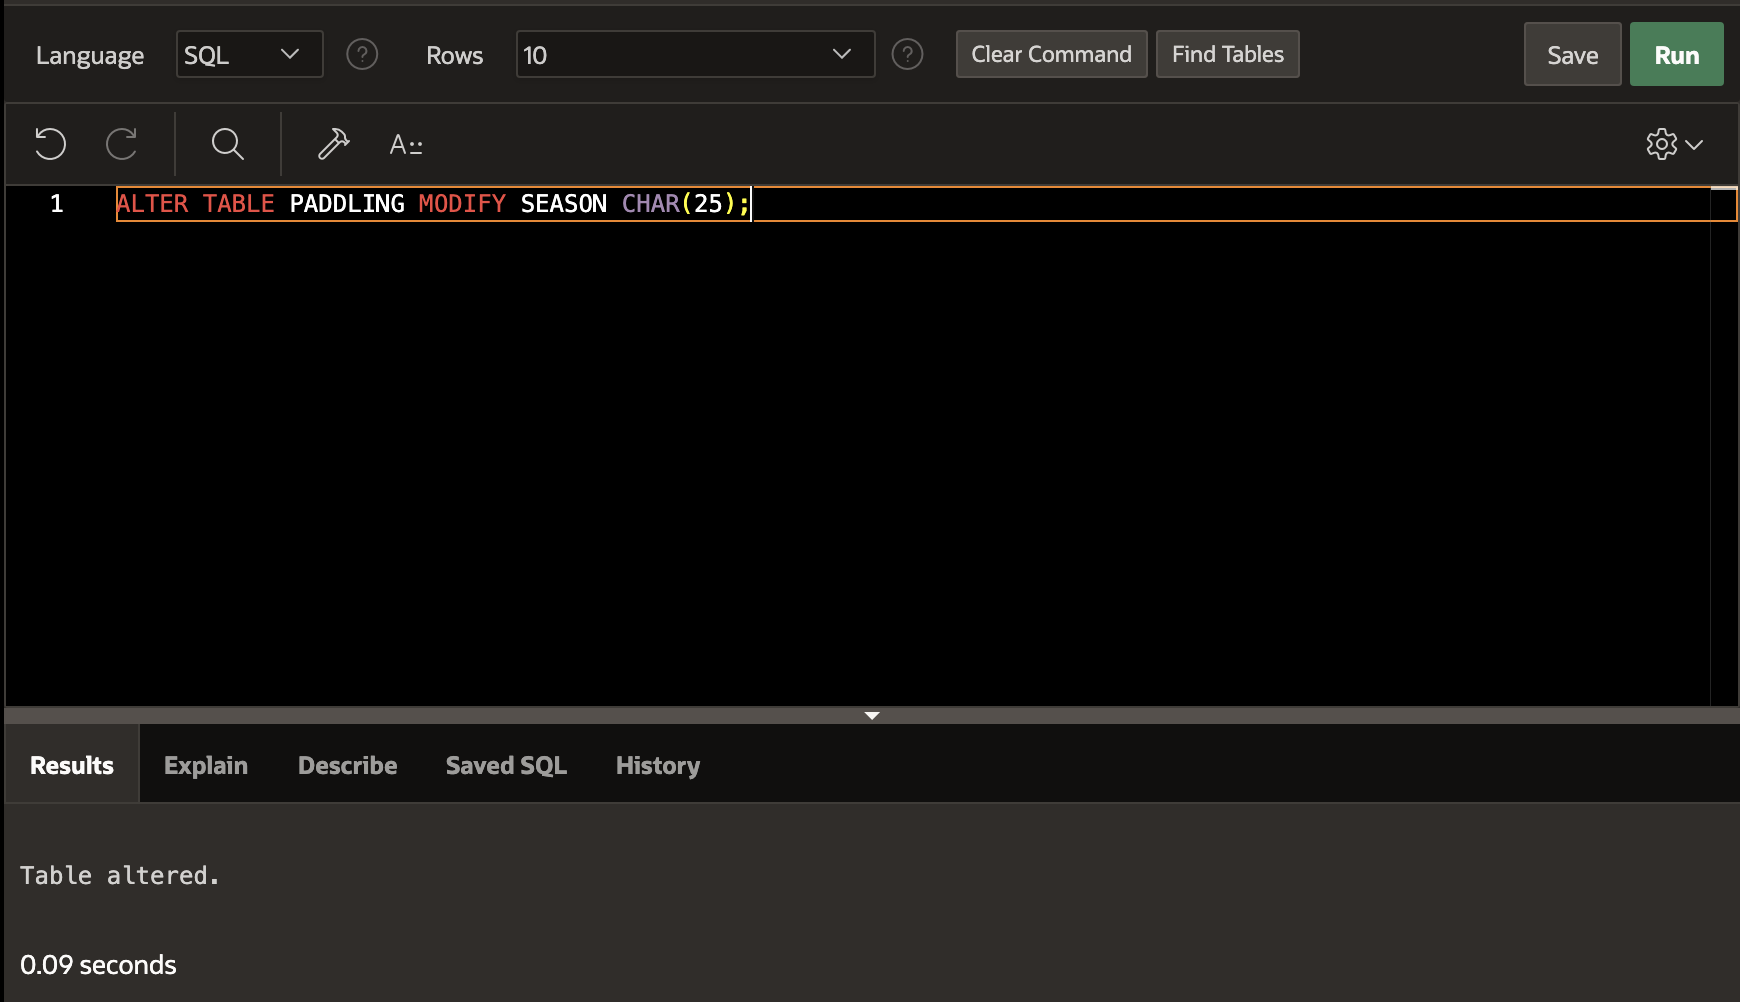 Language SQL ? Rows 10 ? Clear Command Find Tables Save Run
A
1 ALTER TABLE PADDLING MODIFY SEASON CHAR(25);
Results Explain Describe Saved SQL History
Table altered.
0.09 seconds